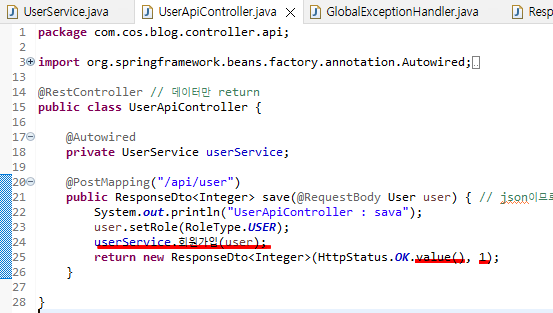 UserService.java
UserApiController.java
GlobalExceptionHandler.java
Resp
1 package com.cos.blog.controller.api;
2
3 import org.springframework.beans.factory.annotation.Autowired;
13
14 @RestController // 데이터만 return
15 public class UserApiController {
16
17 @Autowired
18 private UserService userService;
19
20 @PostMapping("/api/user")
21 public ResponseDto<Integer> save(@RequestBody User user) { // json이므로
22 System.out.println("UserApiController : sava");
23 user.setRole(RoleType.USER);
24 userService.회원가입(user);
25 return new ResponseDto<Integer>(HttpStatus.OK.value(), 1);
26 }
27
28 }